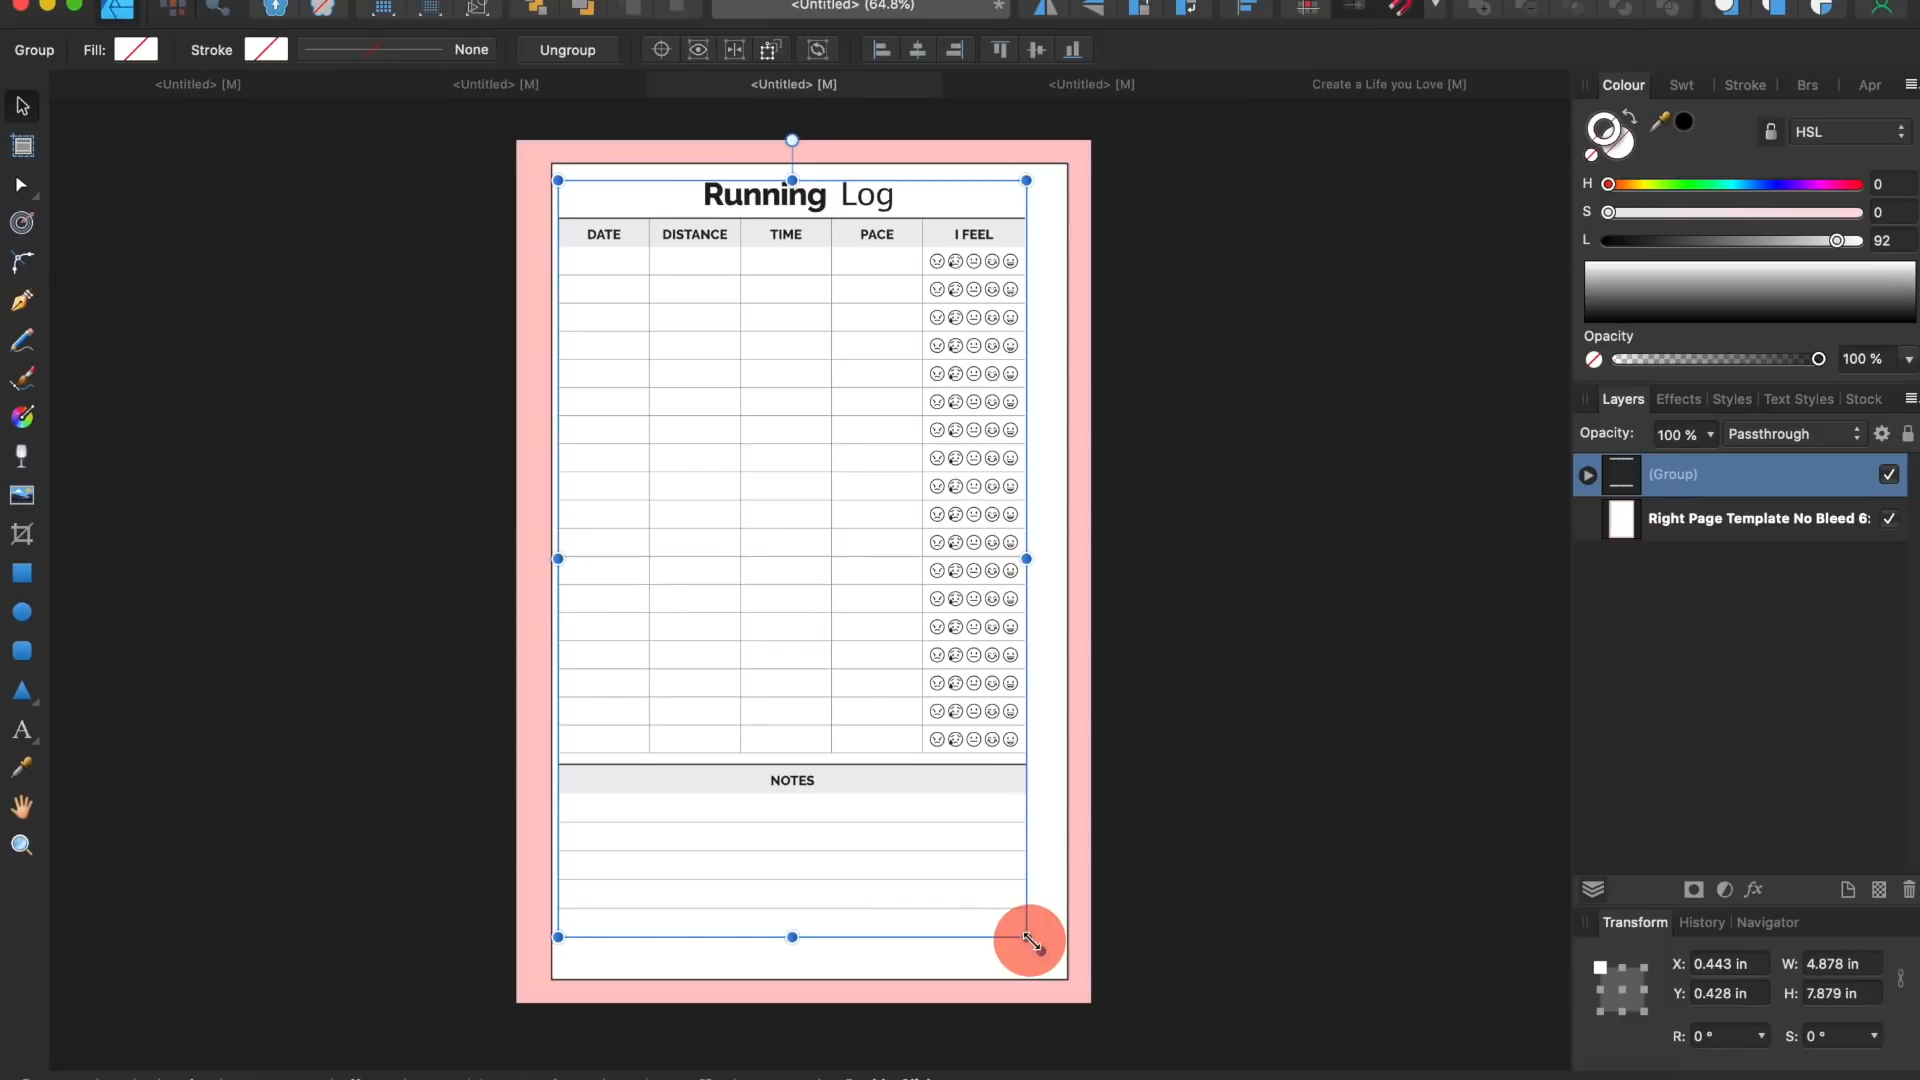 <Untitled> (64.8%)
Group Fill: Stroke None Ungroup
<Untitled> [M] <Untitled> [M] <Untitled> [M] <Untitled> [M] Create a Life you Love [M]
Colour Swt Stroke Brs Apr
HSL
H 0
S 0
L 92
Opacity
100 %
Layers Effects Styles Text Styles Stock
Opacity: 100 % Passthrough
(Group)
Right Page Template No Bleed 6:
Transform History Navigator
X: 0.443 in W: 4.878 in
Y: 0.428 in H: 7.879 in
R: 0 ° S: 0 °
Running Log
DATE DISTANCE TIME PACE I FEEL
NOTES
A
fx